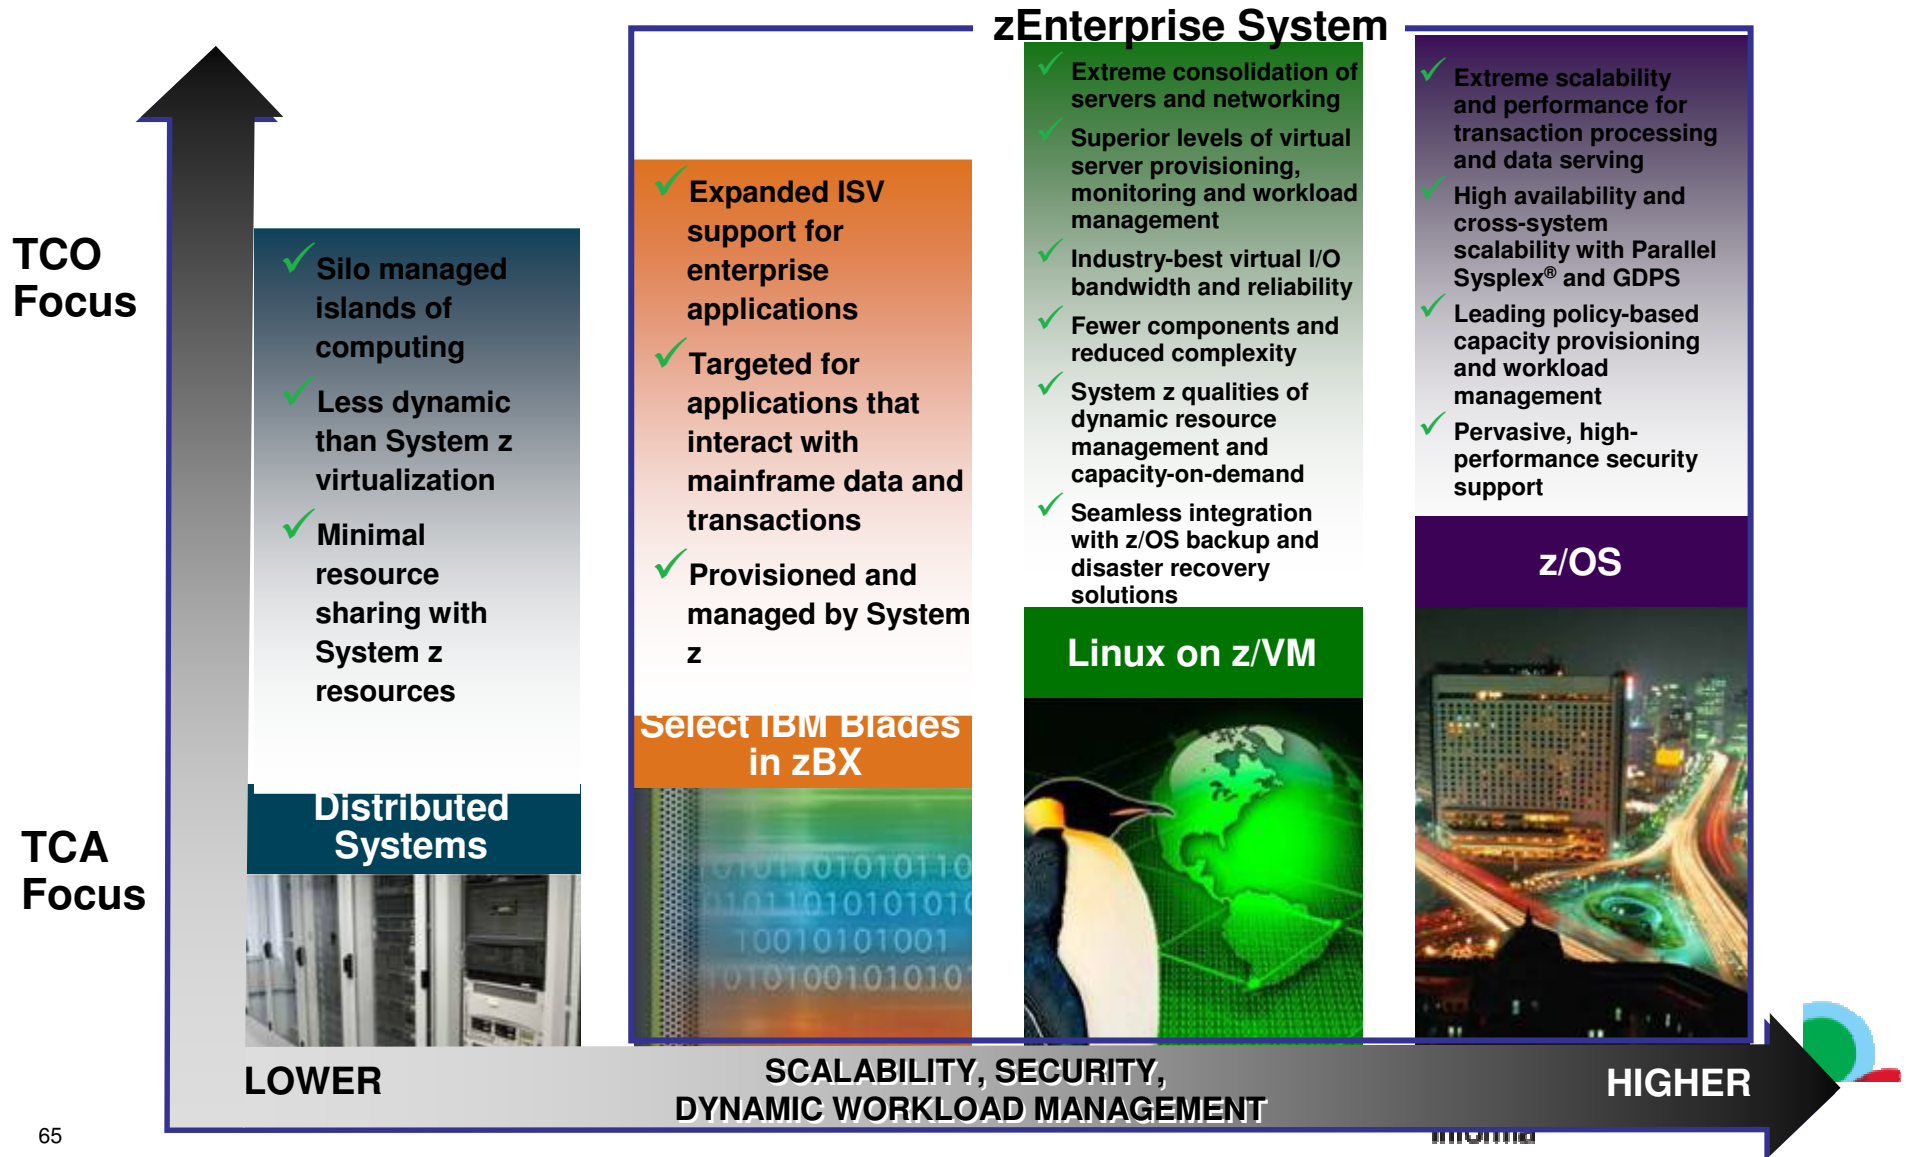 zEnterprise System
TCO
Focus
TCA
Focus
Silo managed
islands of
computing
Less dynamic
than System z
virtualization
Minimal
resource
sharing with
System z
resources
Distributed
Systems
Expanded ISV
support for
enterprise
applications
Targeted for
applications that
interact with
mainframe data and
transactions
Provisioned and
managed by System
z
Select IBM Blades
in zBX
1010110101010110
0101101010101010
10010101001
1010100101010101
Extreme consolidation of
servers and networking
Superior levels of virtual
server provisioning,
monitoring and workload
management
Industry-best virtual I/O
bandwidth and reliability
Fewer components and
reduced complexity
System z qualities of
dynamic resource
management and
capacity-on-demand
Seamless integration
with z/OS backup and
disaster recovery
solutions
Linux on z/VM
Extreme scalability
and performance for
transaction processing
and data serving
High availability and
cross-system
scalability with Parallel
Sysplex® and GDPS
Leading policy-based
capacity provisioning
and workload
management
Pervasive, high-
performance security
support
z/OS
LOWER
SCALABILITY, SECURITY,
DYNAMIC WORKLOAD MANAGEMENT
HIGHER
65